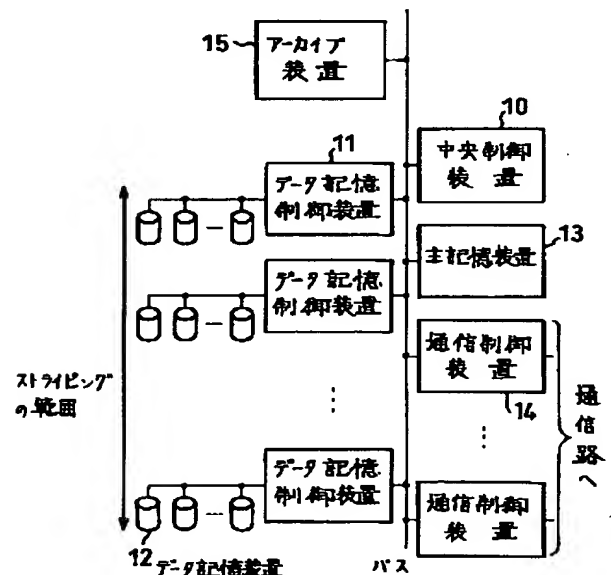 15
アーカイブ
装置
10
中央制御
装置
11
データ記憶
制御装置
13
主記憶装置
データ記憶
制御装置
通信制御
装置
14
ストライピング
の範囲
通信路へ
データ記憶
制御装置
通信制御
装置
12
データ記憶装置
バス